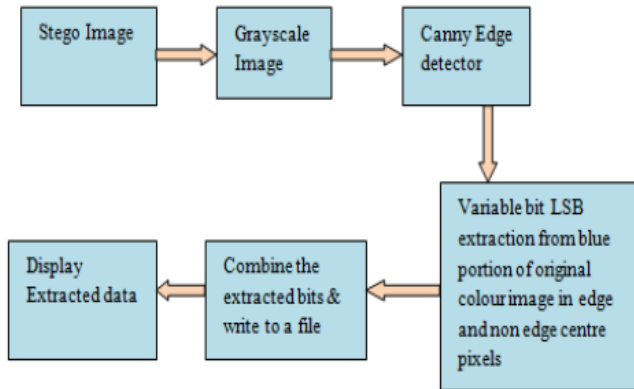 Stego Image
Grayscale
Image
Canny Edge
detector
Variable bit LSB
extraction from blue
portion of original
colour image in edge
and non edge centre
pixels
Combine the
extracted bits &
write to a file
Display
Extracted data